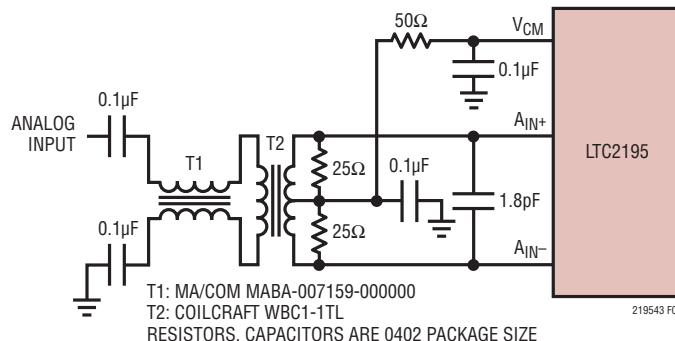 50Ω
VCM
0.1µF
0.1µF
ANALOG
INPUT
T1
T2
AIN+
LTC2195
25Ω
0.1µF
1.8pF
25Ω
0.1µF
AIN–
T1: MA/COM MABA-007159-000000
T2: COILCRAFT WBC1-1TL
RESISTORS, CAPACITORS ARE 0402 PACKAGE SIZE
219543 F0